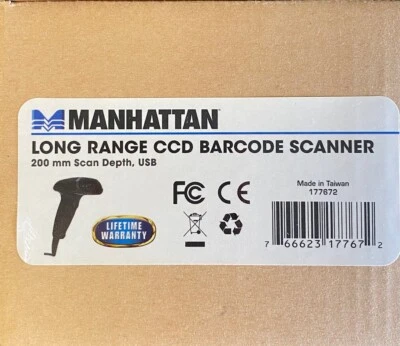 MANHATTAN
LONG RANGE CCD BARCODE SCANNER
200 mm Scan Depth, USB
FC CE
Made in Taiwan
177672
LIFETIME
WARRANTY
7 66623 17767 2